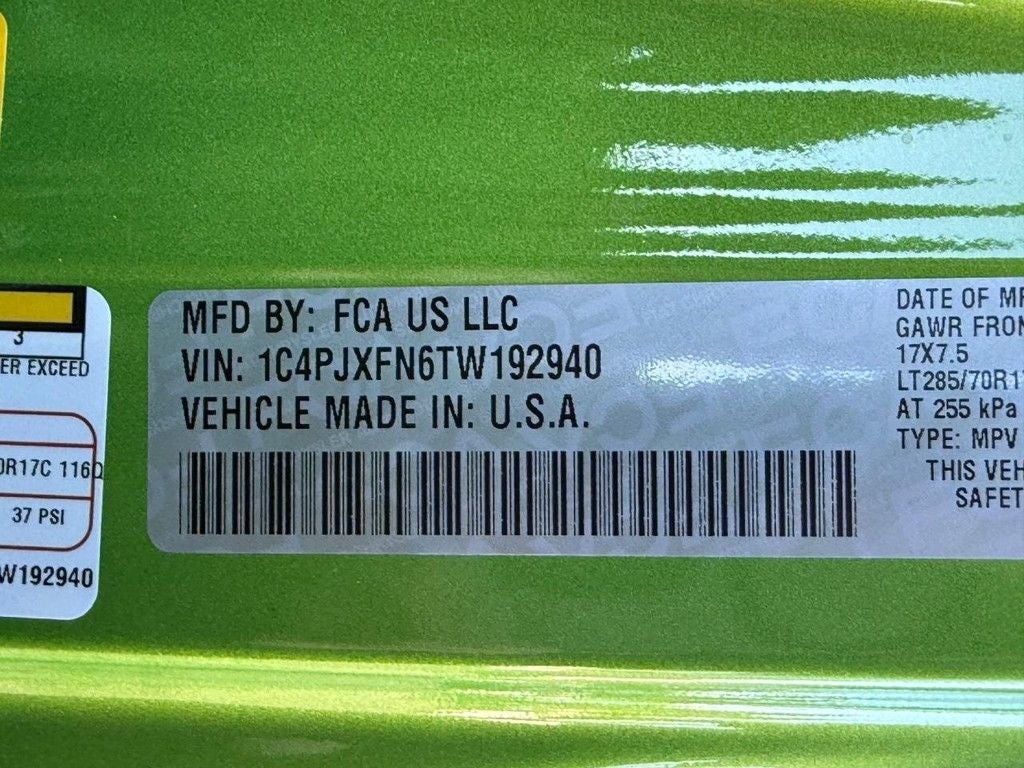 3
ER EXCEED
0R17C 116Q
37 PSI
W192940
MFD BY: FCA US LLC
VIN: 1C4PJXFN6TW192940
VEHICLE MADE IN: U.S.A.
DATE OF MF
GAWR FRON
17X7.5
LT285/70R17
AT 255 kPa
TYPE: MPV
THIS VEH
SAFET